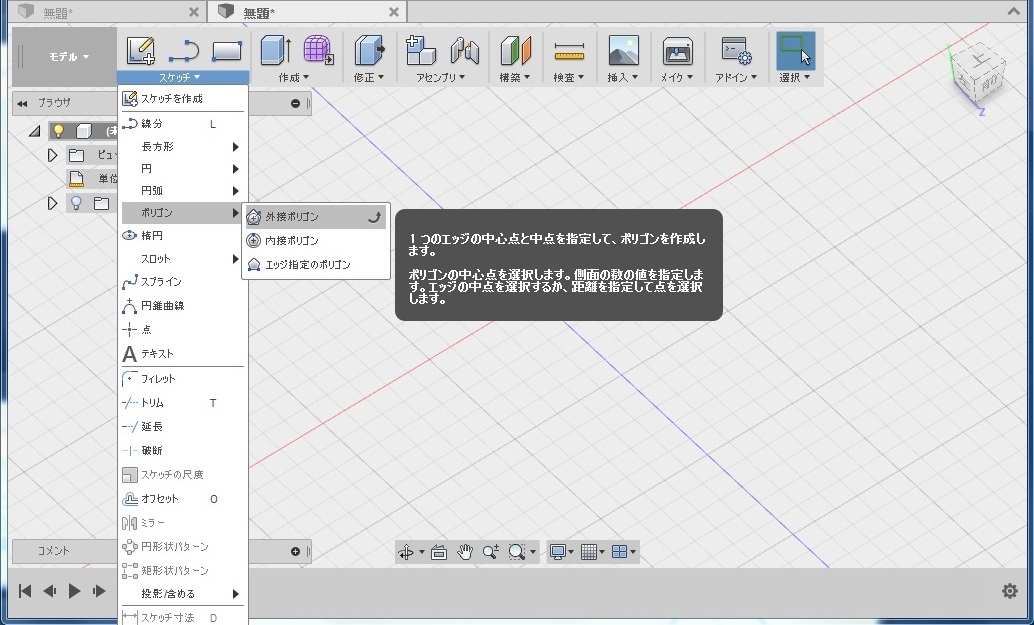 無題*
無題*
モデル
スケッチ
作成
修正
アセンブリ
構築
検査
挿入
メイク
アドイン
選択
ブラウザ
スケッチを作成
線分 L
長方形
円
円弧
ポリゴン
外接ポリゴン
内接ポリゴン
エッジ指定のポリゴン
楕円
スロット
スプライン
円錐曲線
点
テキスト
フィレット
トリム T
延長
破断
スケッチの尺度
オフセット O
ミラー
円形状パターン
矩形状パターン
投影/含める
スケッチ寸法 D
1 つのエッジの中心点と中点を指定して、ポリゴンを作成し
ます。
ポリゴンの中心点を選択します。側面の数の値を指定しま
す。エッジの中点を選択するか、距離を指定して点を選択
します。
単位
コメント
上
Z